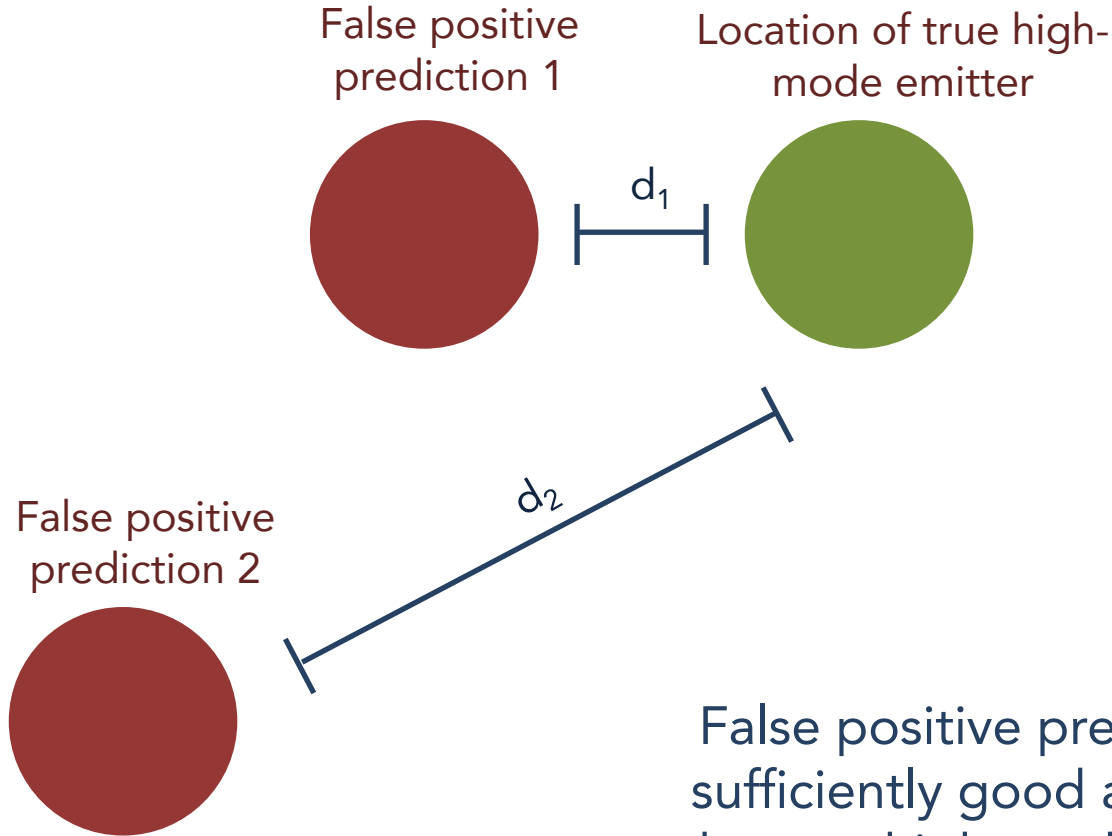 False positive
prediction 1
Location of true high-
mode emitter
d₁
d₂
False positive
prediction 2
False positive
sufficiently good